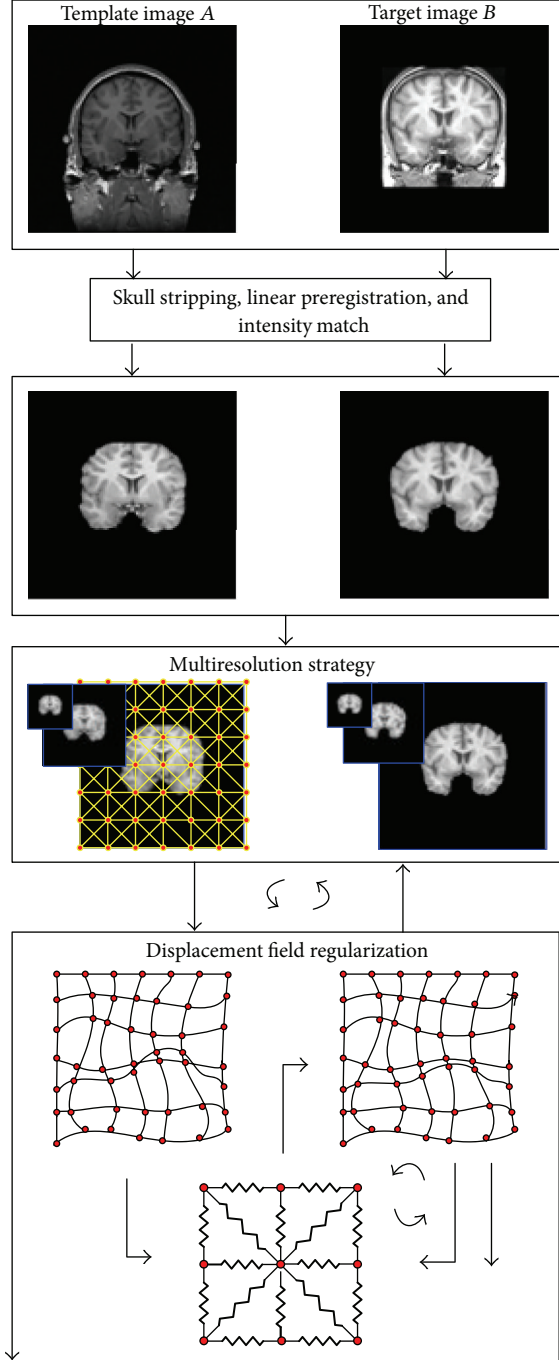 Template image A
Target image B
Skull stripping, linear preregistration, and
intensity match
Multiresolution strategy
Displacement field regularization